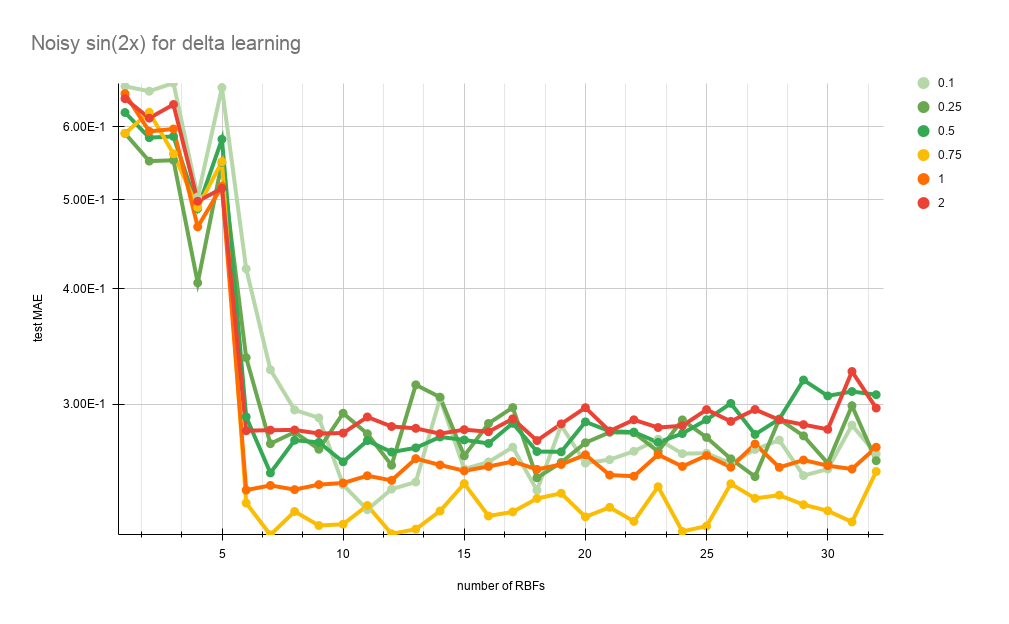 Noisy sin(2x) for delta learning
0.1
0.25
0.5
0.75
1
2
6.00E-1
5.00E-1
4.00E-1
3.00E-1
test MAE
5
10
15
20
25
30
number of RBFs